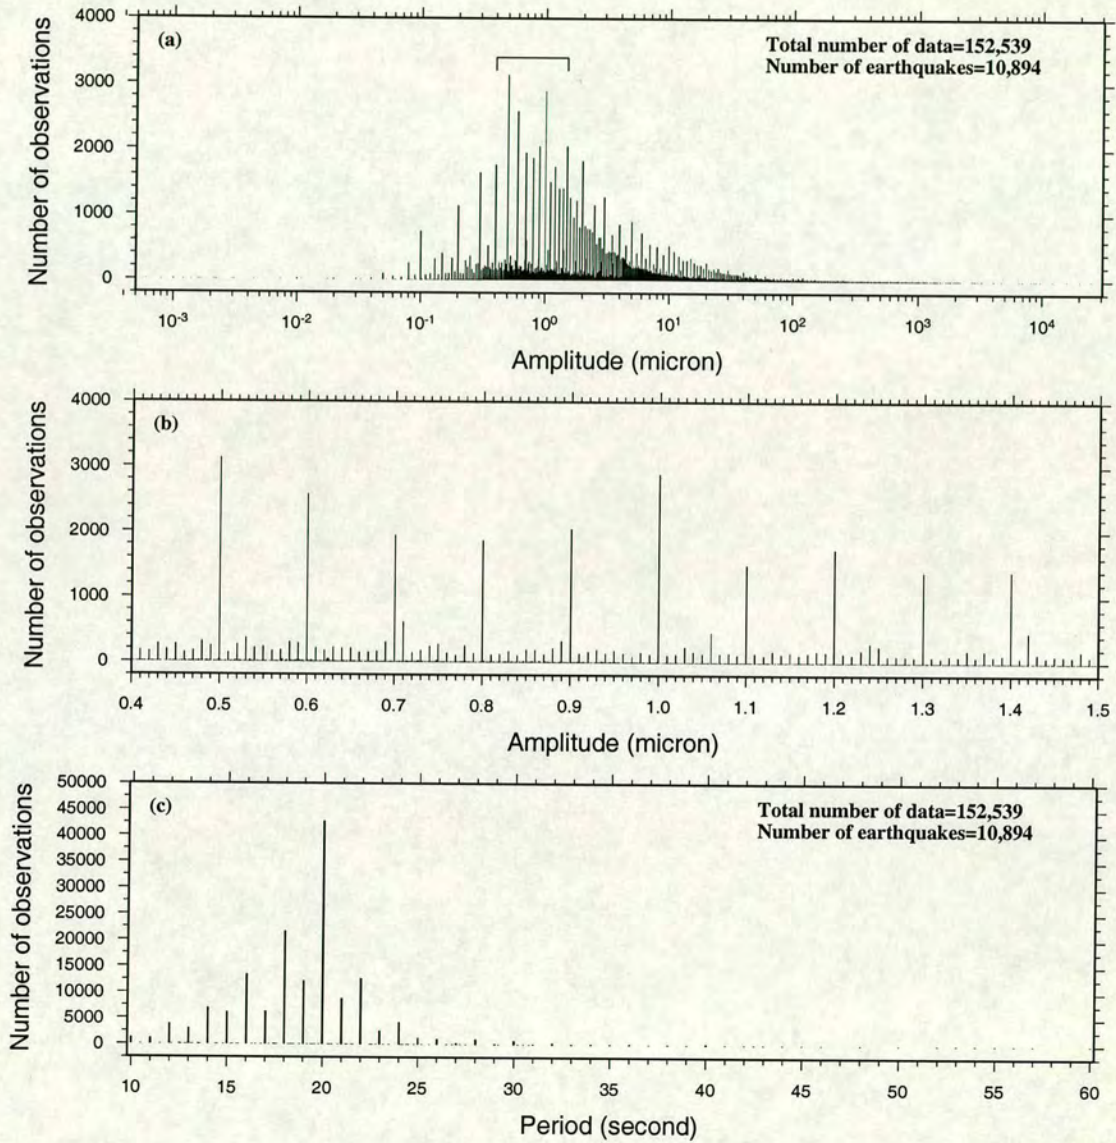 (a)
Total number of data=152,539
Number of earthquakes=10,894
Number of observations
4000
3000
2000
1000
0
10-3 10-2 10-1 100 101 102 103 104
Amplitude (micron)
(b)
Number of observations
4000
3000
2000
1000
0
0.4 0.5 0.6 0.7 0.8 0.9 1.0 1.1 1.2 1.3 1.4 1.5
Amplitude (micron)
(c)
Total number of data=152,539
Number of earthquakes=10,894
Number of observations
50000
45000
40000
35000
30000
25000
20000
15000
10000
5000
0
10 15 20 25 30 35 40 45 50 55 60
Period (second)